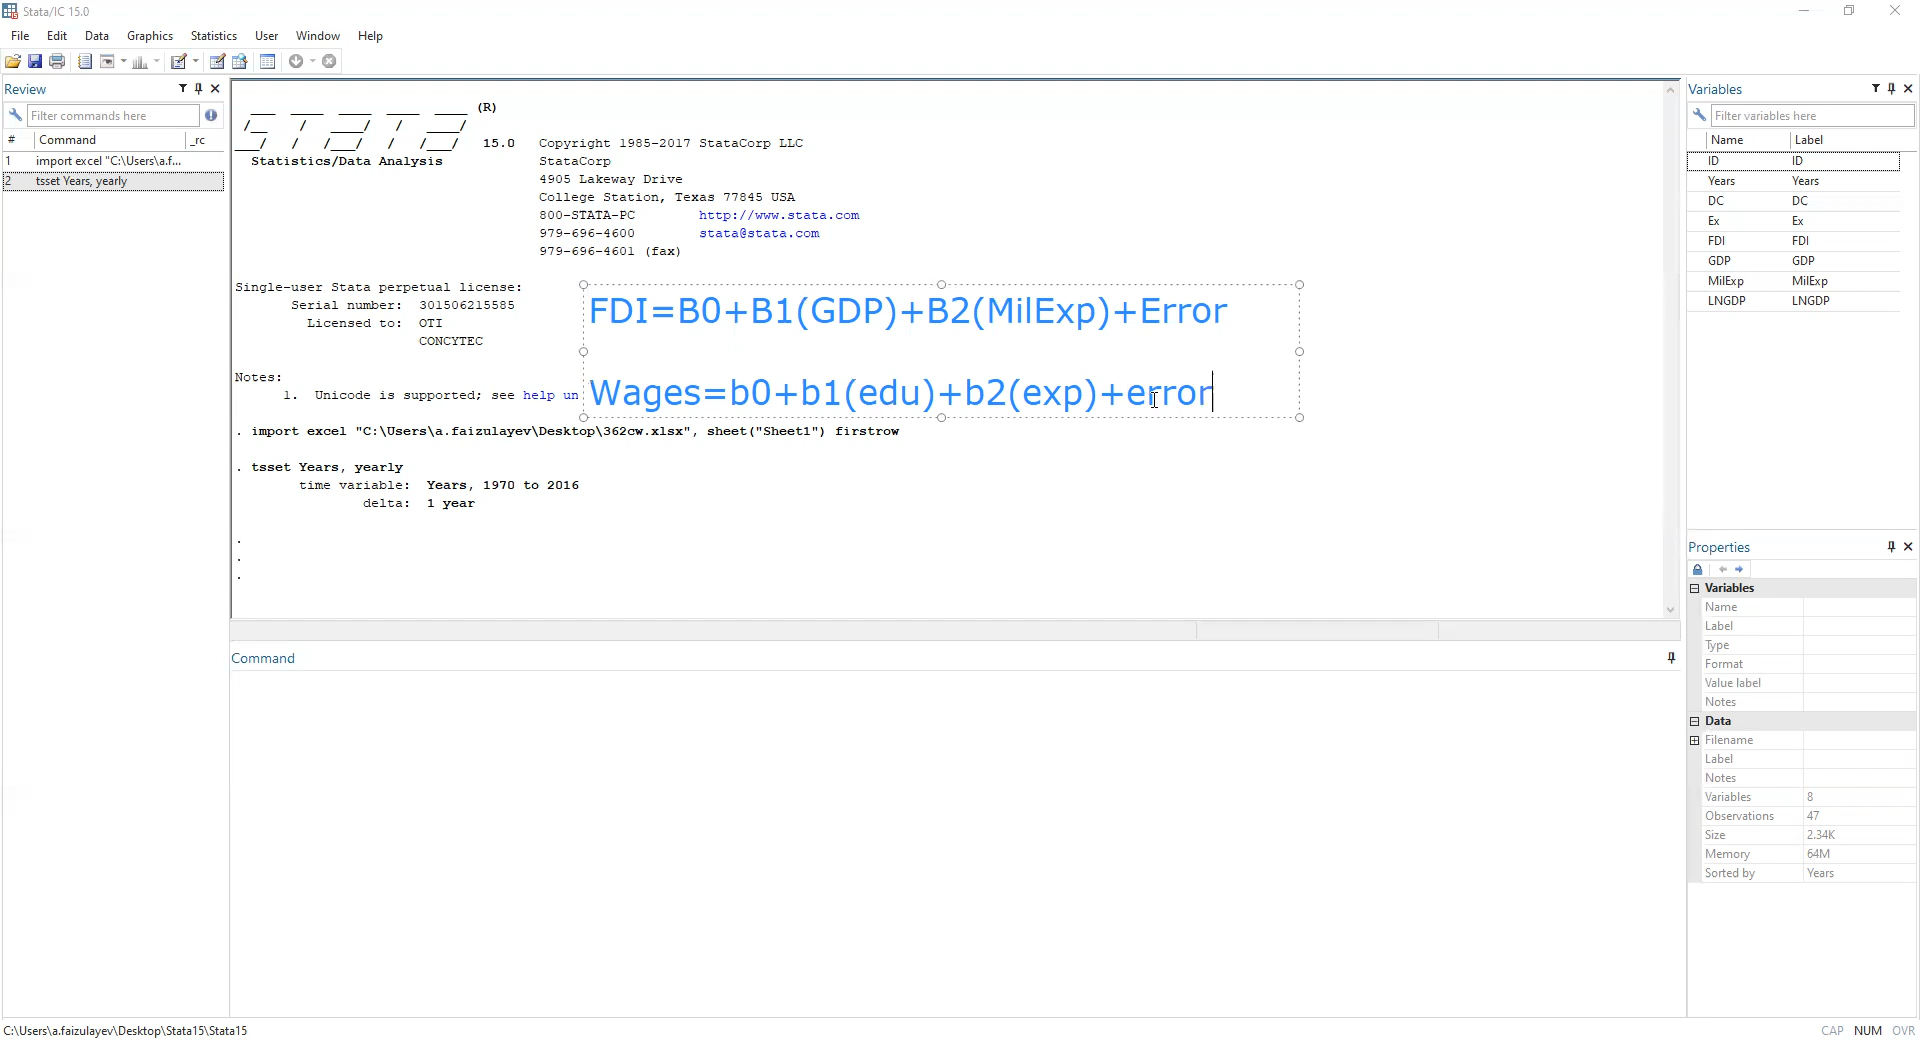 Stata/IC 15.0
File Edit Data Graphics Statistics User Window Help
Review
Filter commands here
# Command _rc
1 import excel "C:\Users\a.f...
2 tsset Years, yearly
(R)
15.0 Copyright 1985-2017 StataCorp LLC
Statistics/Data Analysis StataCorp
4905 Lakeway Drive
College Station, Texas 77845 USA
800-STATA-PC http://www.stata.com
979-696-4600 stata@stata.com
979-696-4601 (fax)
Single-user Stata perpetual license:
Serial number: 301506215585
Licensed to: OTI
CONCYTEC
Notes:
1. Unicode is supported; see help un
FDI=B0+B1(GDP)+B2(MilExp)+Error
Wages=b0+b1(edu)+b2(exp)+error
. import excel "C:\Users\a.faizulayev\Desktop\362cw.xlsx", sheet("Sheet1") firstrow
. tsset Years, yearly
time variable: Years, 1970 to 2016
delta: 1 year
.
.
.
Command
Variables
Filter variables here
Name Label
ID ID
Years Years
DC DC
Ex Ex
FDI FDI
GDP GDP
MilExp MilExp
LNGDP LNGDP
Properties
Variables
Name
Label
Type
Format
Value label
Notes
Data
Filename
Label
Notes
Variables 8
Observations 47
Size 2.34K
Memory 64M
Sorted by Years
C:\Users\a.faizulayev\Desktop\Stata15\Stata15
CAP NUM OVR